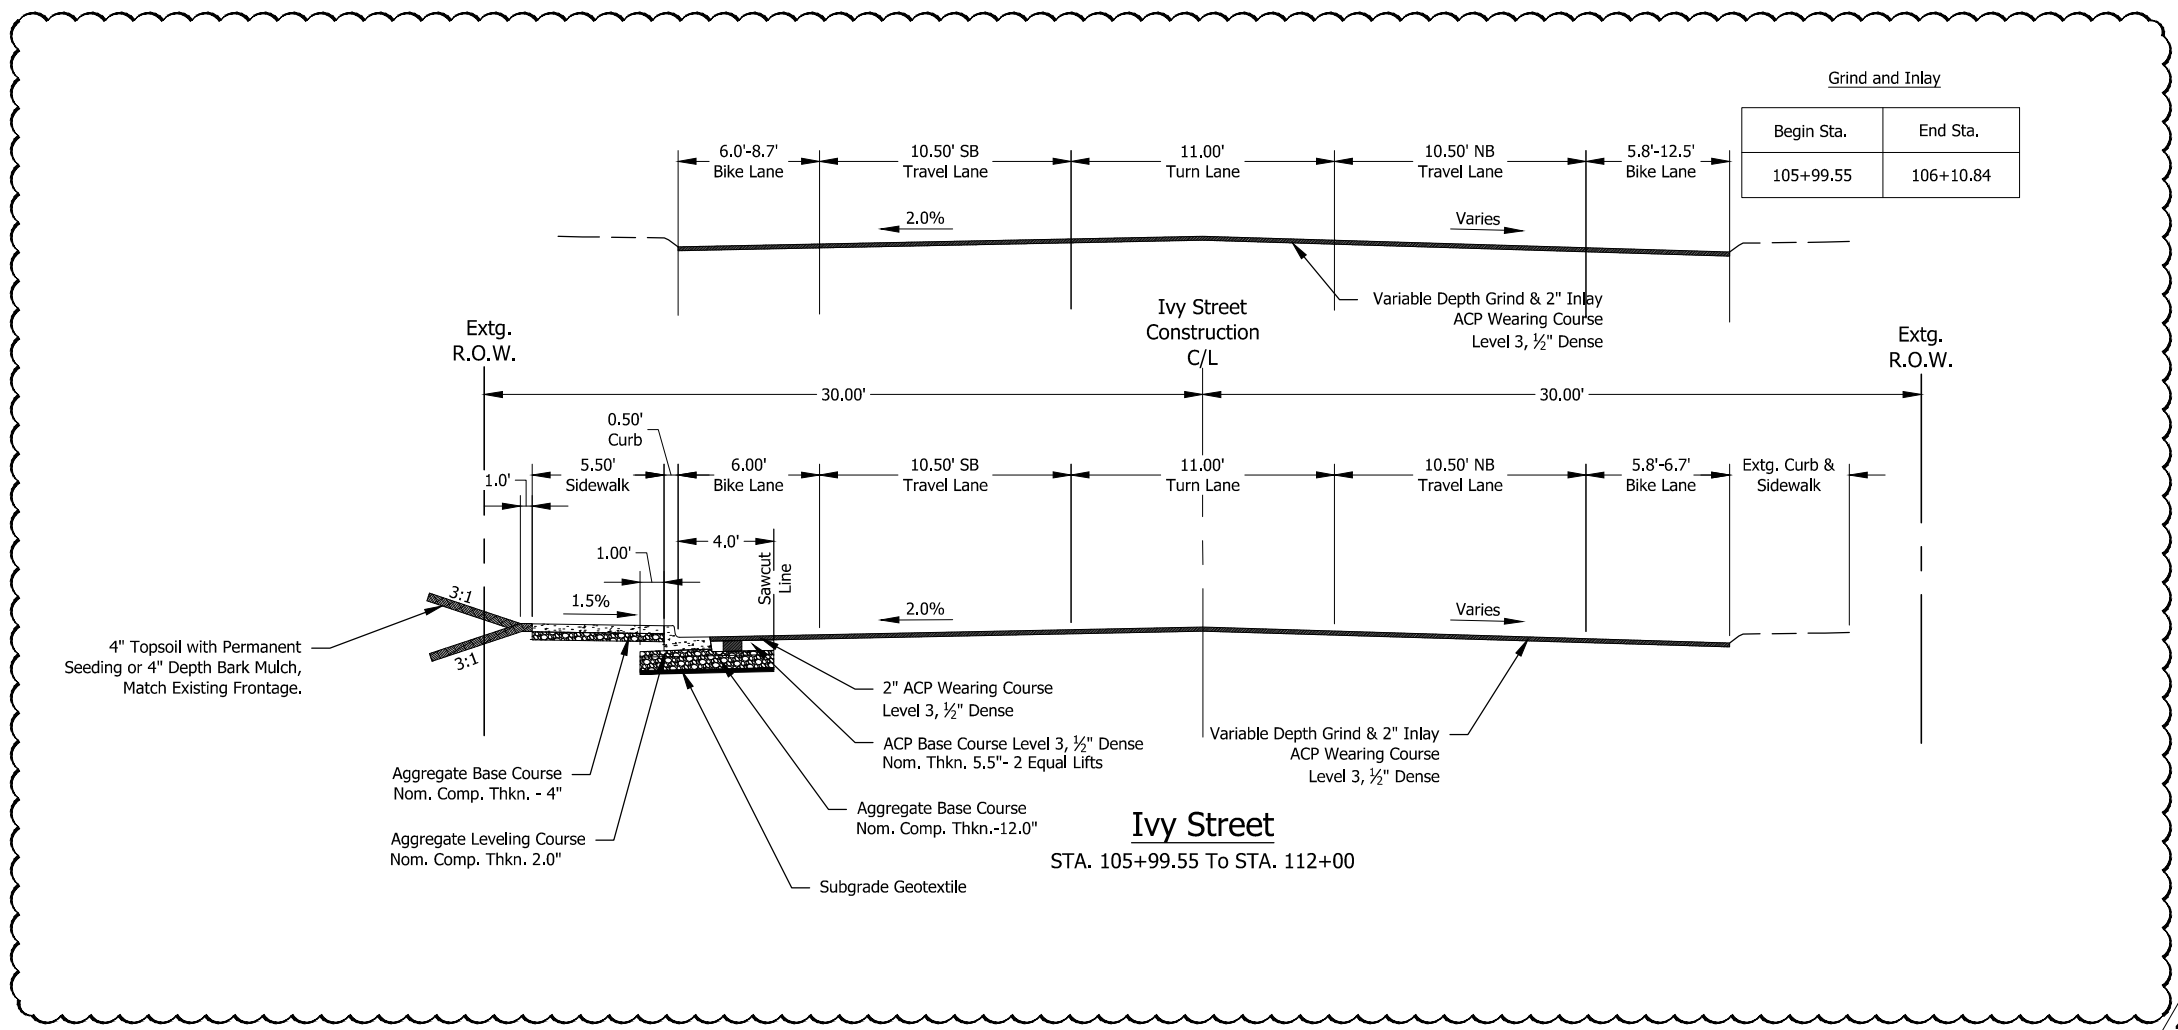 Grind and Inlay
Begin Sta. End Sta.
105+99.55 106+10.84
6.0'-8.7'
Bike Lane
10.50' SB
Travel Lane
11.00'
Turn Lane
10.50' NB
Travel Lane
5.8'-12.5'
Bike Lane
2.0%
Varies
Variable Depth Grind & 2" Inlay
ACP Wearing Course
Level 3, ½" Dense
Extg.
R.O.W.
Ivy Street
Construction
C/L
Extg.
R.O.W.
30.00'
30.00'
0.50'
Curb
1.0'
5.50'
Sidewalk
6.00'
Bike Lane
10.50' SB
Travel Lane
11.00'
Turn Lane
10.50' NB
Travel Lane
5.8'-6.7'
Bike Lane
Extg. Curb &
Sidewalk
4.0'
1.00'
Sawcut
Line
3:1
1.5%
2.0%
Varies
3:1
4" Topsoil with Permanent
Seeding or 4" Depth Bark Mulch,
Match Existing Frontage.
2" ACP Wearing Course
Level 3, ½" Dense
ACP Base Course Level 3, ½" Dense
Nom. Thkn. 5.5"- 2 Equal Lifts
Variable Depth Grind & 2" Inlay
ACP Wearing Course
Level 3, ½" Dense
Aggregate Base Course
Nom. Comp. Thkn. - 4"
Aggregate Base Course
Nom. Comp. Thkn.-12.0"
Aggregate Leveling Course
Nom. Comp. Thkn. 2.0"
Subgrade Geotextile
Ivy Street
STA. 105+99.55 To STA. 112+00